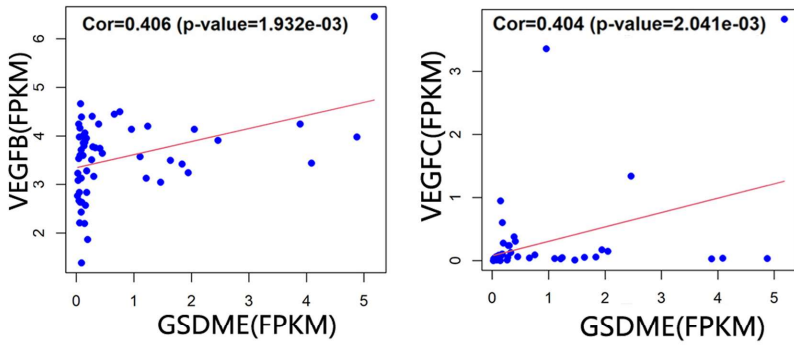 Cor=0.406 (p-value=1.932e-03)
6
5
4
3
2
VEGFB(FPKM)
0 1 2 3 4 5
GSDME(FPKM)
Cor=0.404 (p-value=2.041e-03)
3
2
1
0
VEGFC(FPKM)
0 1 2 3 4 5
GSDME(FPKM)